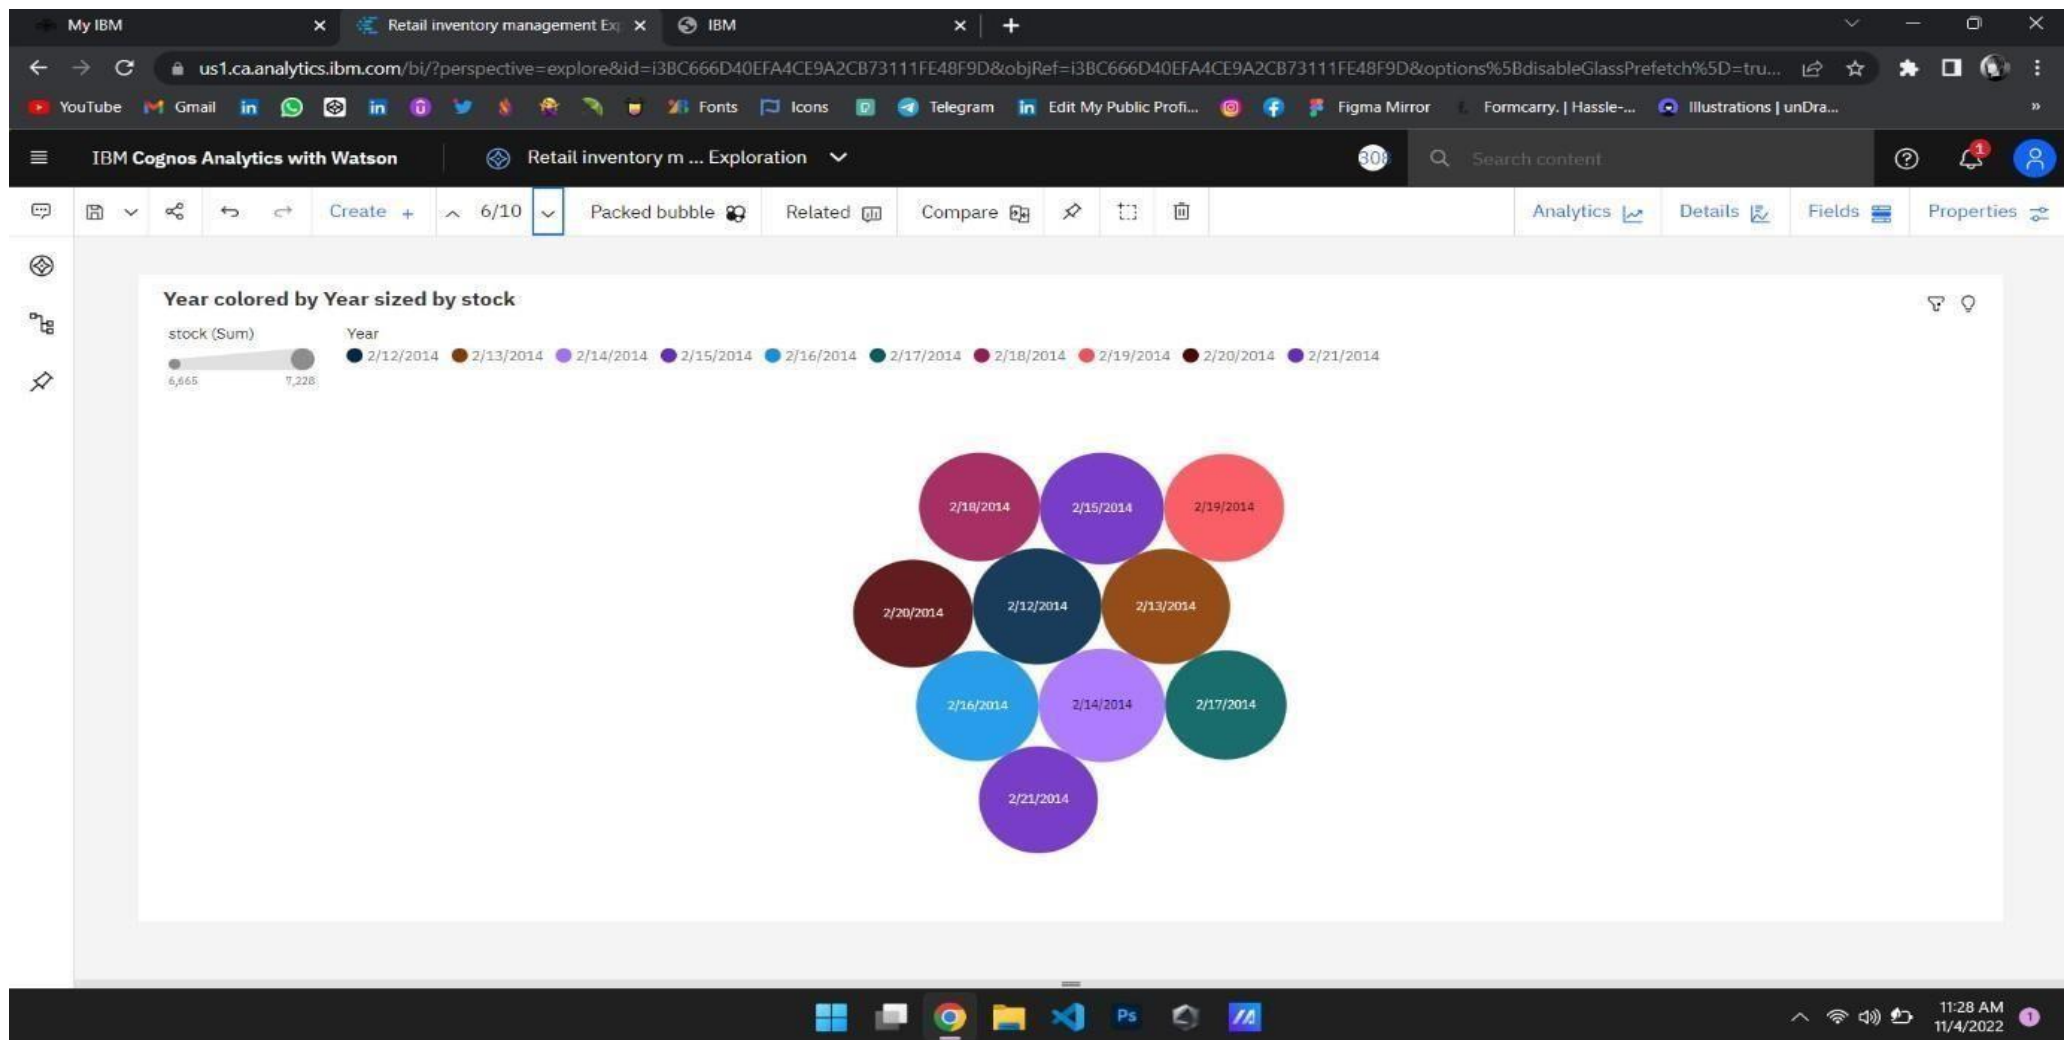 My IBM
Retail inventory management Ex
IBM
us1.ca.analytics.ibm.com/bi/?perspective=explore&id=i3BC666D40EFA4CE9A2CB73111FE48F9D&objRef=i3BC666D40EFA4CE9A2CB73111FE48F9D&options%5BdisableGlassPrefetch%5D=tru...
YouTube Gmail Fonts Icons Telegram Edit My Public Profi... Figma Mirror Formcarry. | Hassle-... Illustrations | unDra...
IBM Cognos Analytics with Watson
Retail inventory m ... Exploration
Search content
1
Create + 6/10 Packed bubble Related Compare Analytics Details Fields Properties
Year colored by Year sized by stock
stock (Sum)
6,665 7,228
Year
2/12/2014 2/13/2014 2/14/2014 2/15/2014 2/16/2014 2/17/2014 2/18/2014 2/19/2014 2/20/2014 2/21/2014
2/18/2014 2/15/2014 2/19/2014
2/20/2014 2/12/2014 2/13/2014
2/16/2014 2/14/2014 2/17/2014
2/21/2014
Ps
11:28 AM
11/4/2022
1